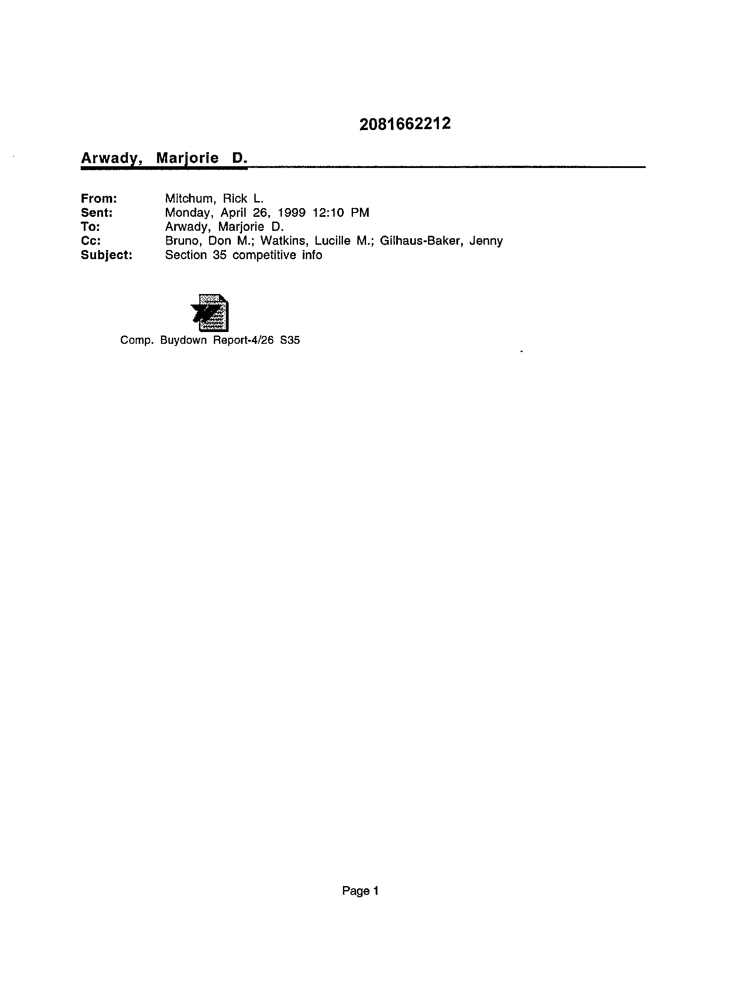 2081662212
Arwady, Marjorie D.
From: Mitchum, Rick L.
Sent: Monday, April 26, 1999 12:10 PM
To: Arwady, Marjorie D.
Cc: Bruno, Don M.; Watkins, Lucille M.; Gilhaus-Baker, Jenny
Subject: Section 35 competitive info
Comp. Buydown Report-4/26 S35
Page 1